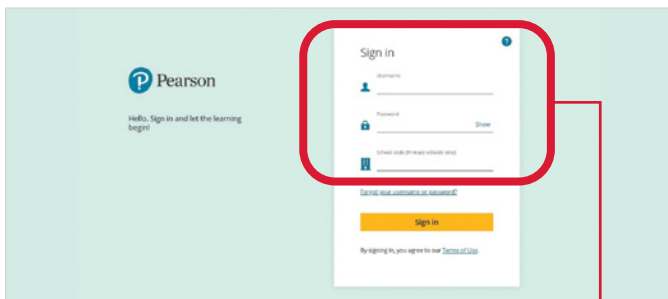 Pearson
Hello. Sign in and let the learning
begin!
Sign in
?
Username
Password
Show
School code (Primary schools only)
Forgot your username or password?
Sign in
By signing in, you agree to our Terms of Use.